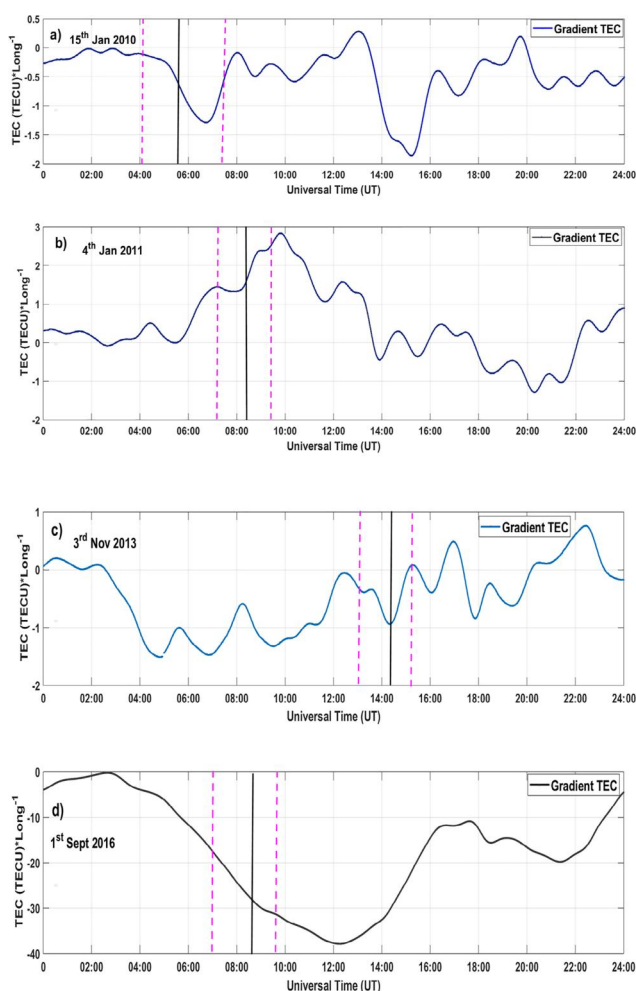 0.5
a) 15th Jan 2010
Gradient TEC
0
-0.5
-1
-1.5
-2
TEC (TECU)*Long-1
0 02:00 04:00 06:00 08:00 10:00 12:00 14:00 16:00 18:00 20:00 22:00 24:00
Universal Time (UT)
3
b) 4th Jan 2011
Gradient TEC
2
1
0
-1
-2
TEC (TECU)*Long-1
0 02:00 04:00 06:00 08:00 10:00 12:00 14:00 16:00 18:00 20:00 22:00 24:00
Universal Time (UT)
1
c) 3rd Nov 2013
Gradient TEC
0
-1
-2
TEC (TECU)*Long-1
0 02:00 04:00 06:00 08:00 10:00 12:00 14:00 16:00 18:00 20:00 22:00 24:00
Universal Time (UT)
0
Gradient TEC
-10
d)
1st Sept 2016
-20
-30
-40
TEC (TECU)*Long-1
0 02:00 04:00 06:00 08:00 10:00 12:00 14:00 16:00 18:00 20:00 22:00 24:00
Universal Time (UT)